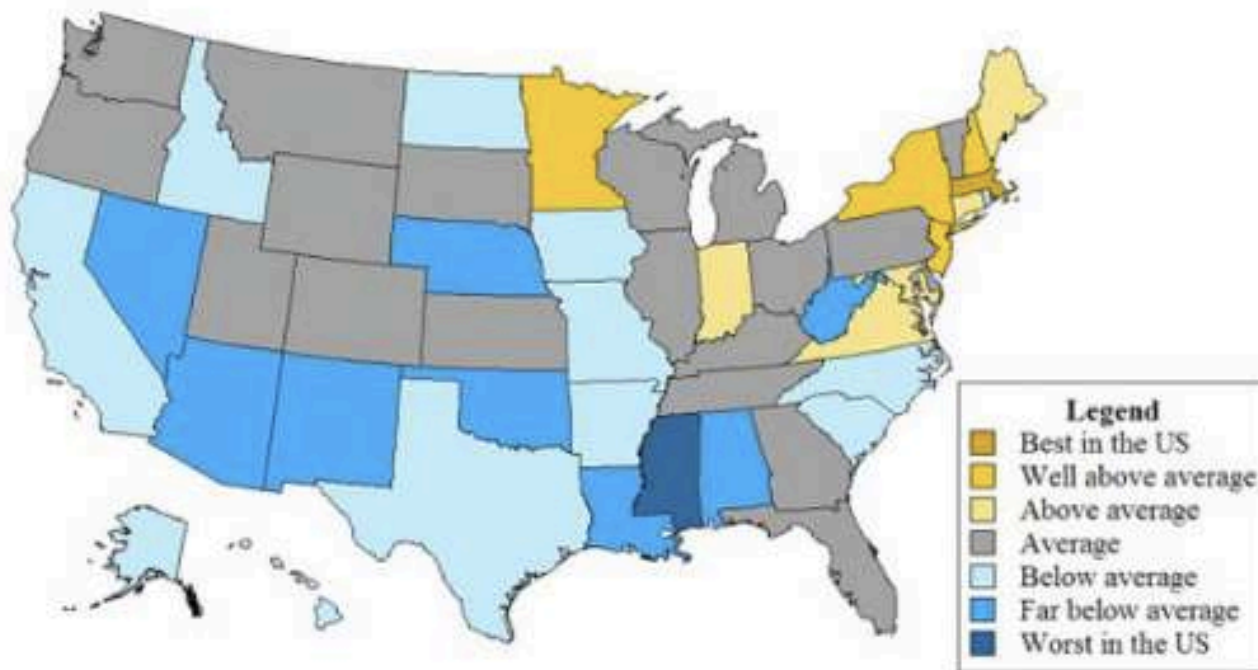 Legend
Best in the US
Well above average
Above average
Average
Below average
Far below average
Worst in the US